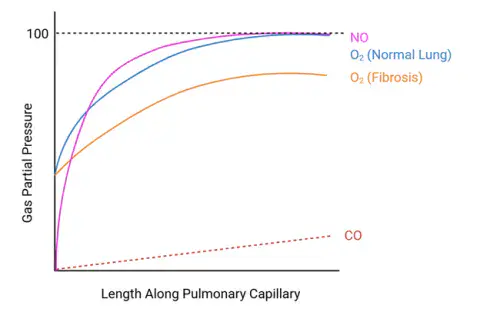 100
NO
O₂ (Normal Lung)
O₂ (Fibrosis)
Gas Partial Pressure
CO
Length Along Pulmonary Capillary